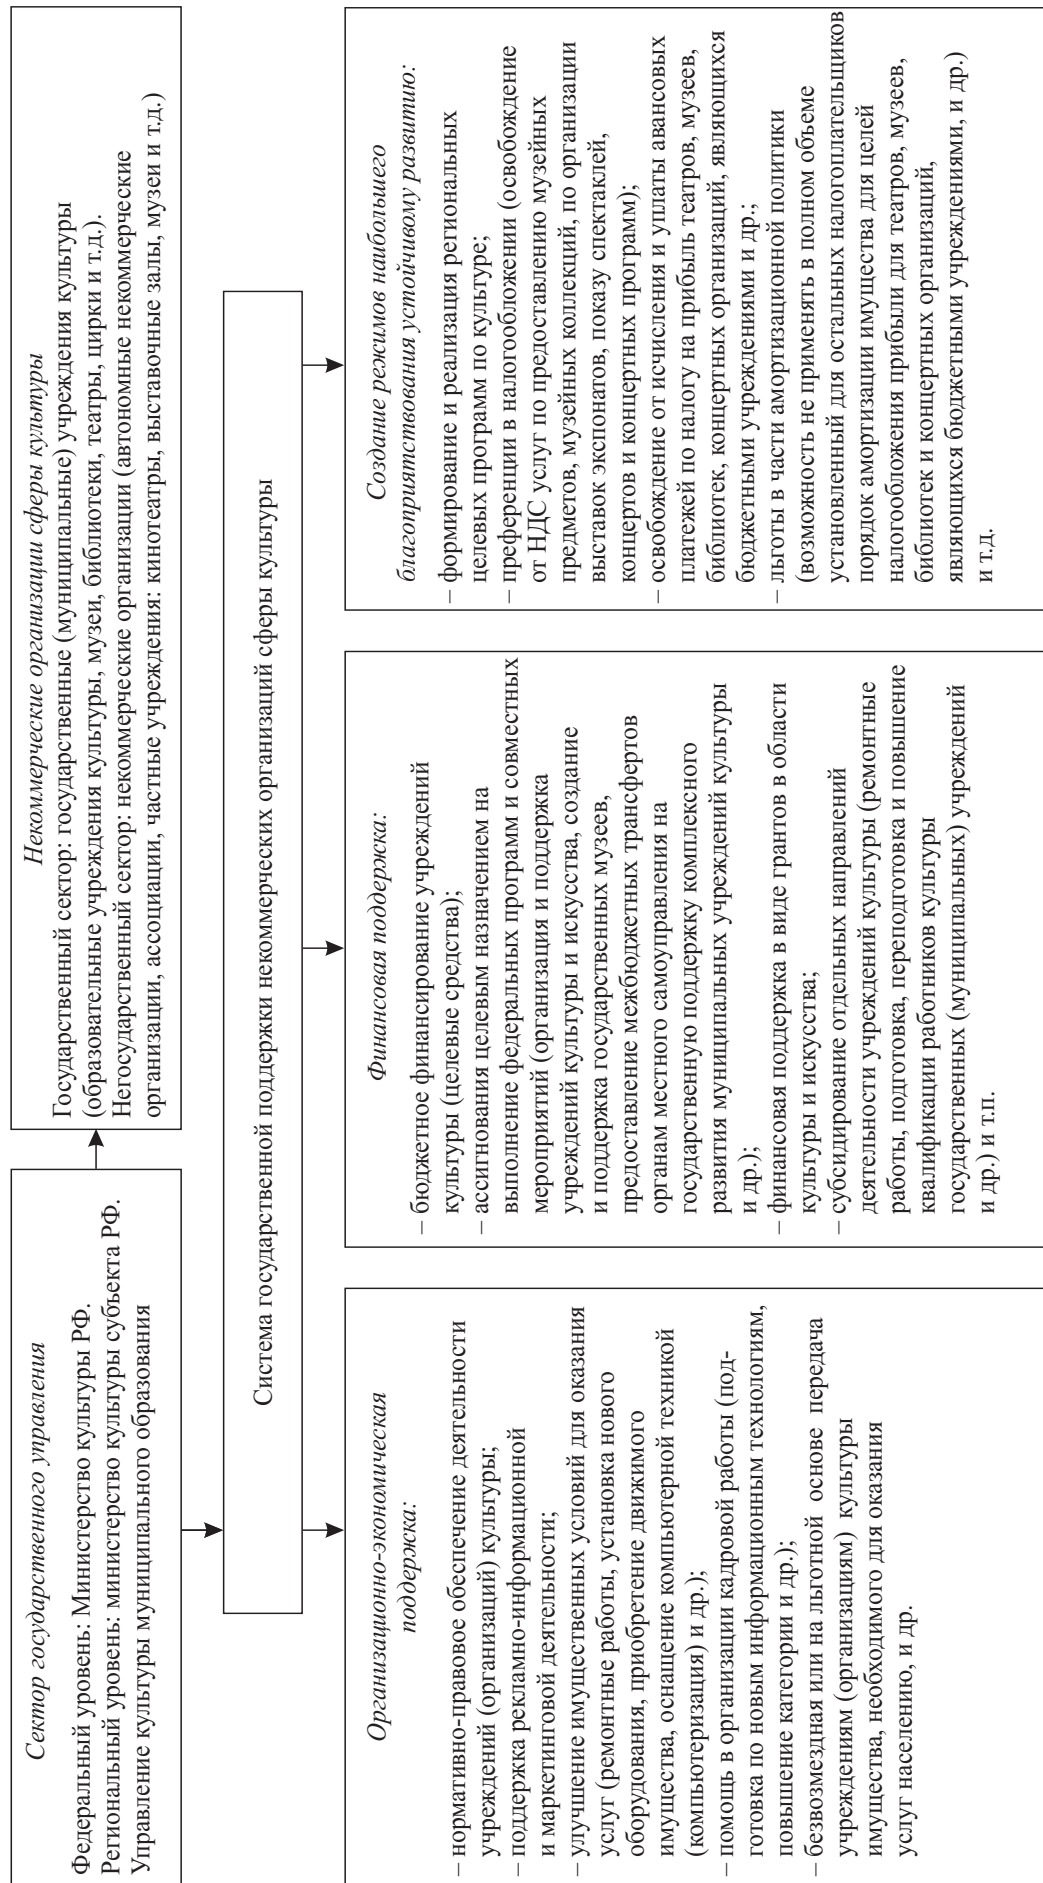 Сектор государственного управления
Федеральный уровень: Министерство культуры РФ.
Региональный уровень: министерство культуры субъекта РФ.
Управление культуры муниципального образования
Некоммерческие организации сферы культуры
Государственный сектор: государственные (муниципальные) учреждения культуры
(образовательные учреждения культуры, музеи, библиотеки, театры, цирки и т.д.).
Негосударственный сектор: некоммерческие организации (автономные некоммерческие
организации, ассоциации, частные учреждения: кинотеатры, выставочные залы, музеи и т.д.)
Система государственной поддержки некоммерческих организаций сферы культуры
Организационно-экономическая
поддержка:
– нормативно-правовое обеспечение деятельности
учреждений (организаций) культуры;
– поддержка рекламно-информационной
и маркетинговой деятельности;
– улучшение имущественных условий для оказания
услуг (ремонтные работы, установка нового
оборудования, приобретение движимого
имущества, оснащение компьютерной техникой
(компьютеризация) и др.);
– помощь в организации кадровой работы (под-
готовка по новым информационным технологиям,
повышение категории и др.);
– безвозмездная или на льготной основе передача
учреждениям (организациям) культуры
имущества, необходимого для оказания
услуг населению, и др.
Финансовая поддержка:
– бюджетное финансирование учреждений
культуры (целевые средства);
– ассигнования целевым назначением на
выполнение федеральных программ и совместных
мероприятий (организация и поддержка
учреждений культуры и искусства, создание
и поддержка государственных музеев,
предоставление межбюджетных трансфертов
органам местного самоуправления на
государственную поддержку комплексного
развития муниципальных учреждений культуры
и др.);
– финансовая поддержка в виде грантов в области
культуры и искусства;
– субсидирование отдельных направлений
деятельности учреждений культуры (ремонтные
работы, подготовка, переподготовка и повышение
квалификации работников культуры
государственных (муниципальных) учреждений
и др.) и т.п.
Создание режимов наибольшего
благоприятствования устойчивому развитию:
– формирование и реализация региональных
целевых программ по культуре;
– преференции в налогообложении (освобождение
от НДС услуг по предоставлению музейных
предметов, музейных коллекций, по организации
выставок экспонатов, показу спектаклей,
концертов и концертных программ);
– освобождение от исчисления и уплаты авансовых
платежей по налогу на прибыль театров, музеев,
библиотек, концертных организаций, являющихся
бюджетными учреждениями и др.;
– льготы в части амортизационной политики
(возможность не применять в полном объеме
установленный для остальных налогоплательщиков
порядок амортизации имущества для целей
налогообложения прибыли для театров, музеев,
библиотек и концертных организаций,
являющихся бюджетными учреждениями, и др.)
и т.д.